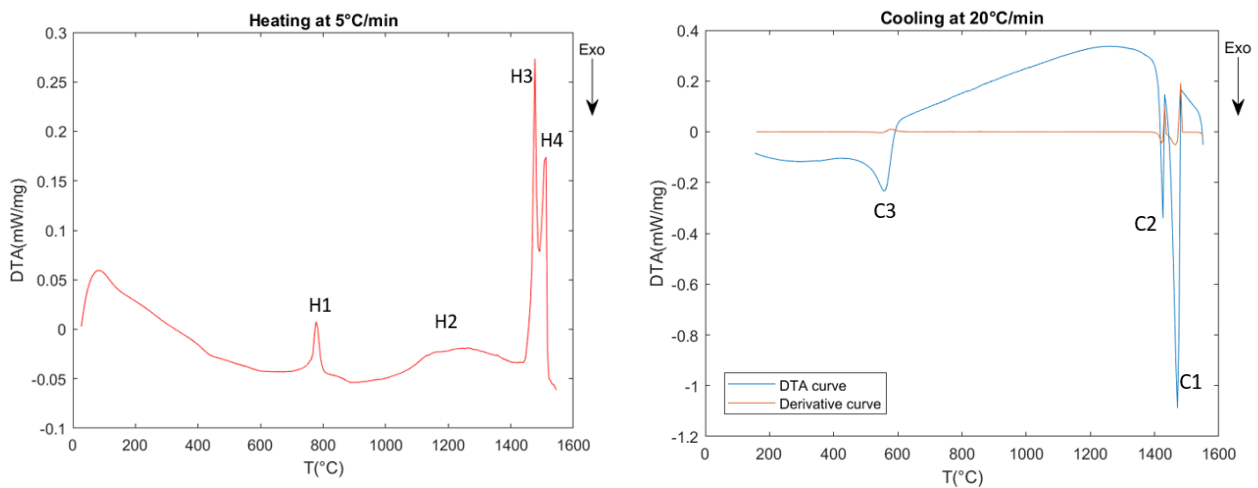 Heating at 5°C/min
0.3
0.25
0.2
0.15
0.1
0.05
0
-0.05
-0.1
0
200
400
600
800
1000
1200
1400
1600
DTA(mW/mg)
T(°C)
H1
H2
H3
H4
Exo
Cooling at 20°C/min
0.4
0.2
0
-0.2
-0.4
-0.6
-0.8
-1
-1.2
0
200
400
600
800
1000
1200
1400
1600
DTA(mW/mg)
T(°C)
C3
C2
C1
DTA curve
Derivative curve
Exo